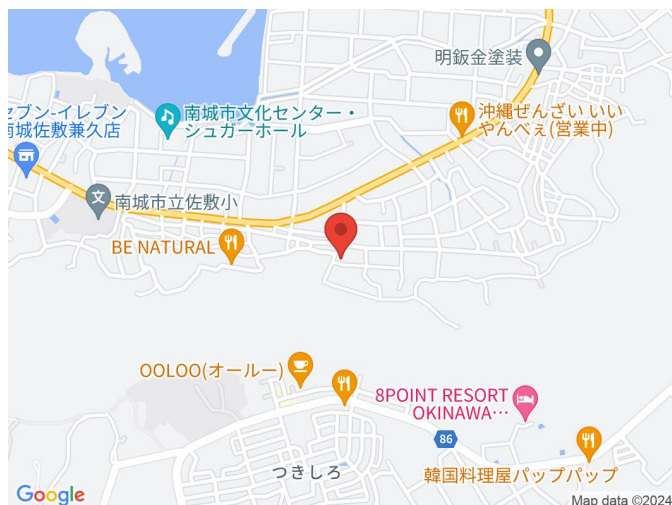 明鈑金塗装
沖縄ぜんざい いい
やんべぇ(営業中)
南城市文化センター・
シュガーホール
セブン-イレブン
南城佐敷兼久店
南城市立佐敷小
BE NATURAL
OOLOO(オールー)
8POINT RESORT
OKINAWA…
86
韓国料理屋パップパップ
つきしろ
Google
Map data ©2024